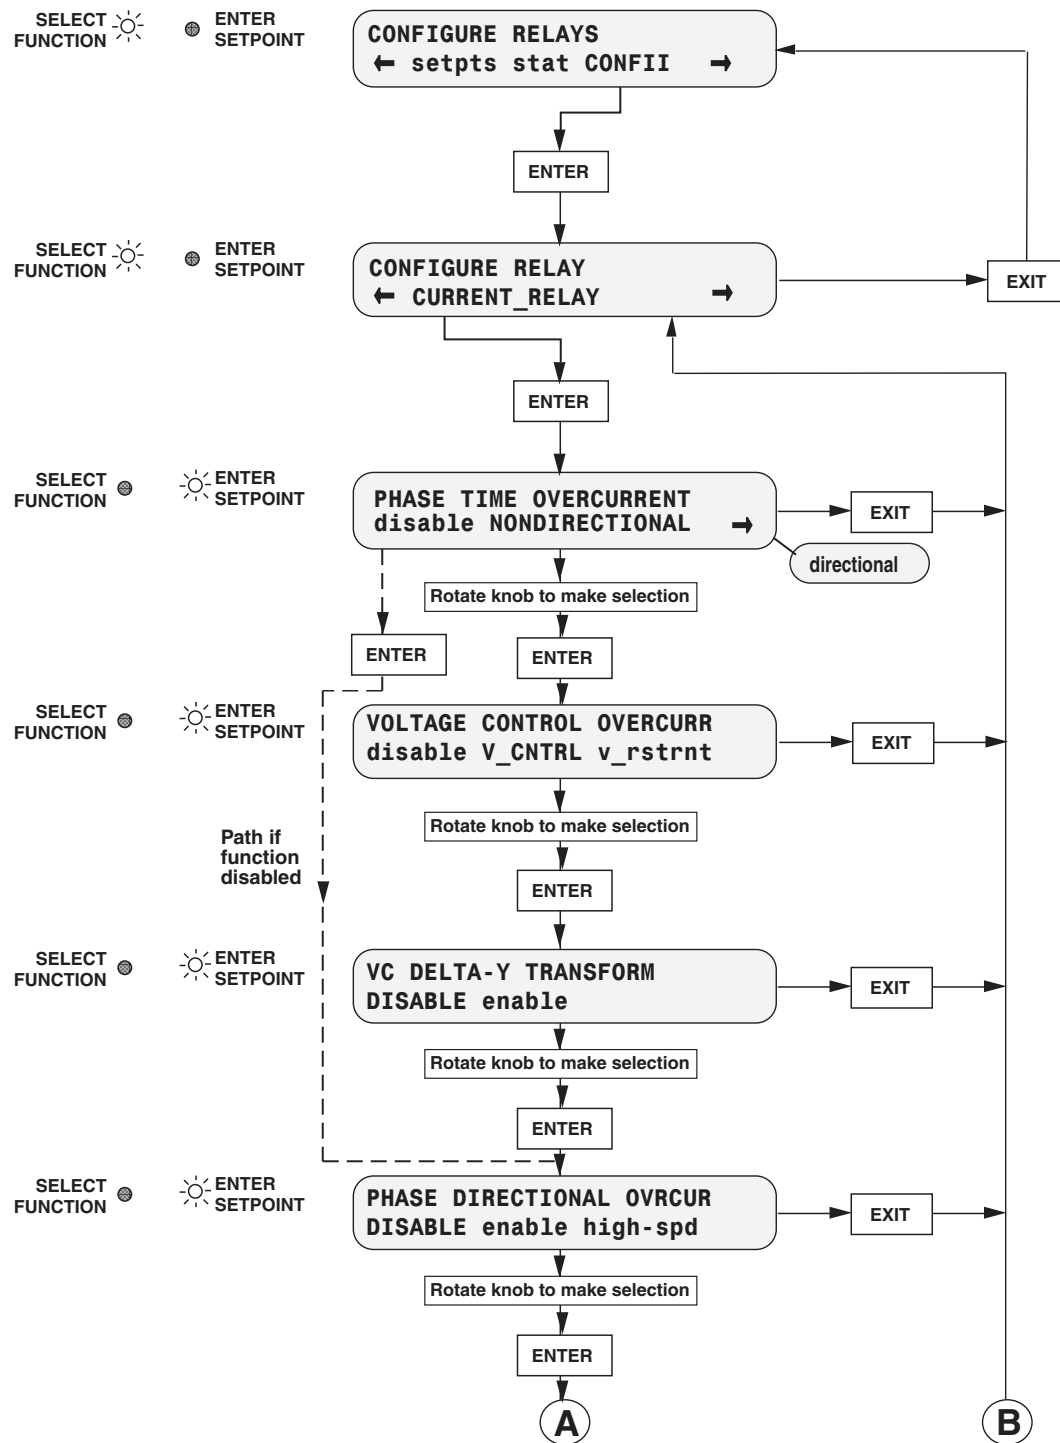 SELECT
FUNCTION
ENTER
SETPOINT
CONFIGURE RELAYS
← setpts stat CONFII →
ENTER
SELECT
FUNCTION
ENTER
SETPOINT
CONFIGURE RELAY
← CURRENT_RELAY →
EXIT
ENTER
SELECT
FUNCTION
ENTER
SETPOINT
PHASE TIME OVERCURRENT
disable NONDIRECTIONAL →
EXIT
directional
Rotate knob to make selection
ENTER
ENTER
SELECT
FUNCTION
ENTER
SETPOINT
VOLTAGE CONTROL OVERCURR
disable V_CNTRL v_rstrnt
EXIT
Rotate knob to make selection
Path if
function
disabled
ENTER
SELECT
FUNCTION
ENTER
SETPOINT
VC DELTA-Y TRANSFORM
DISABLE enable
EXIT
Rotate knob to make selection
ENTER
SELECT
FUNCTION
ENTER
SETPOINT
PHASE DIRECTIONAL OVRCUR
DISABLE enable high-spd
EXIT
Rotate knob to make selection
ENTER
A
B